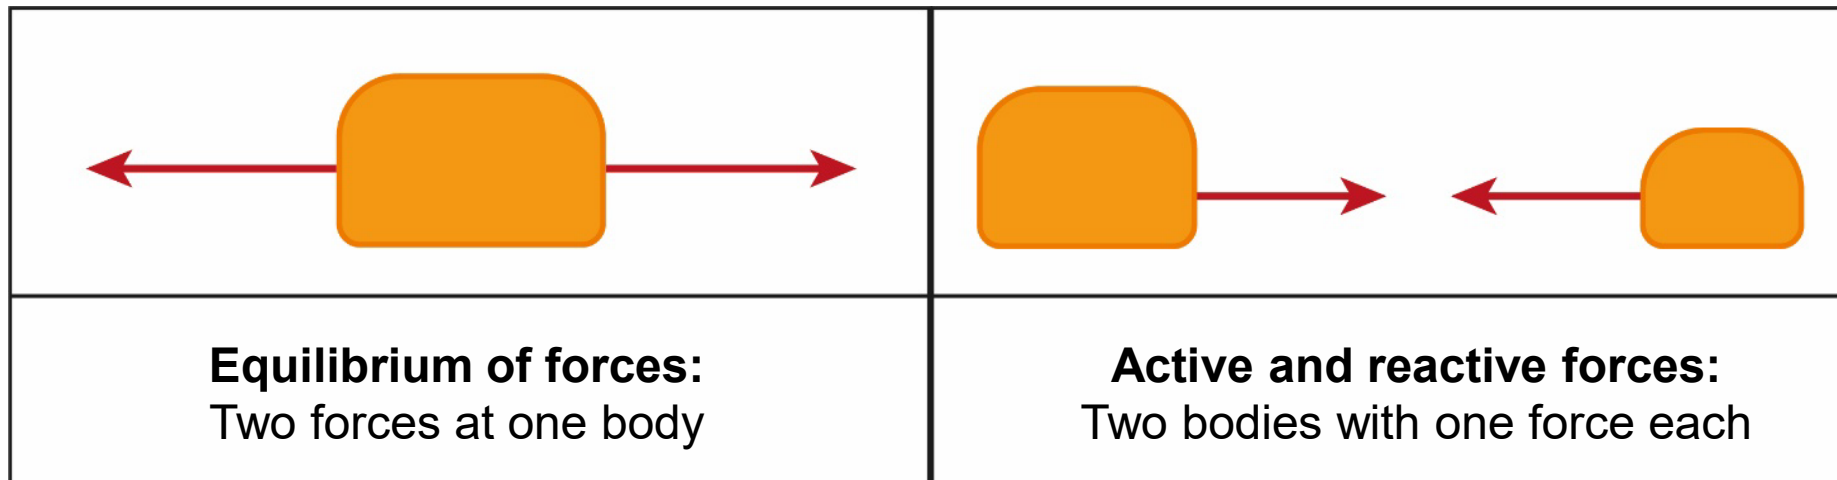 Equilibrium of forces:
Two forces at one body
Active and reactive forces:
Two bodies with one force each